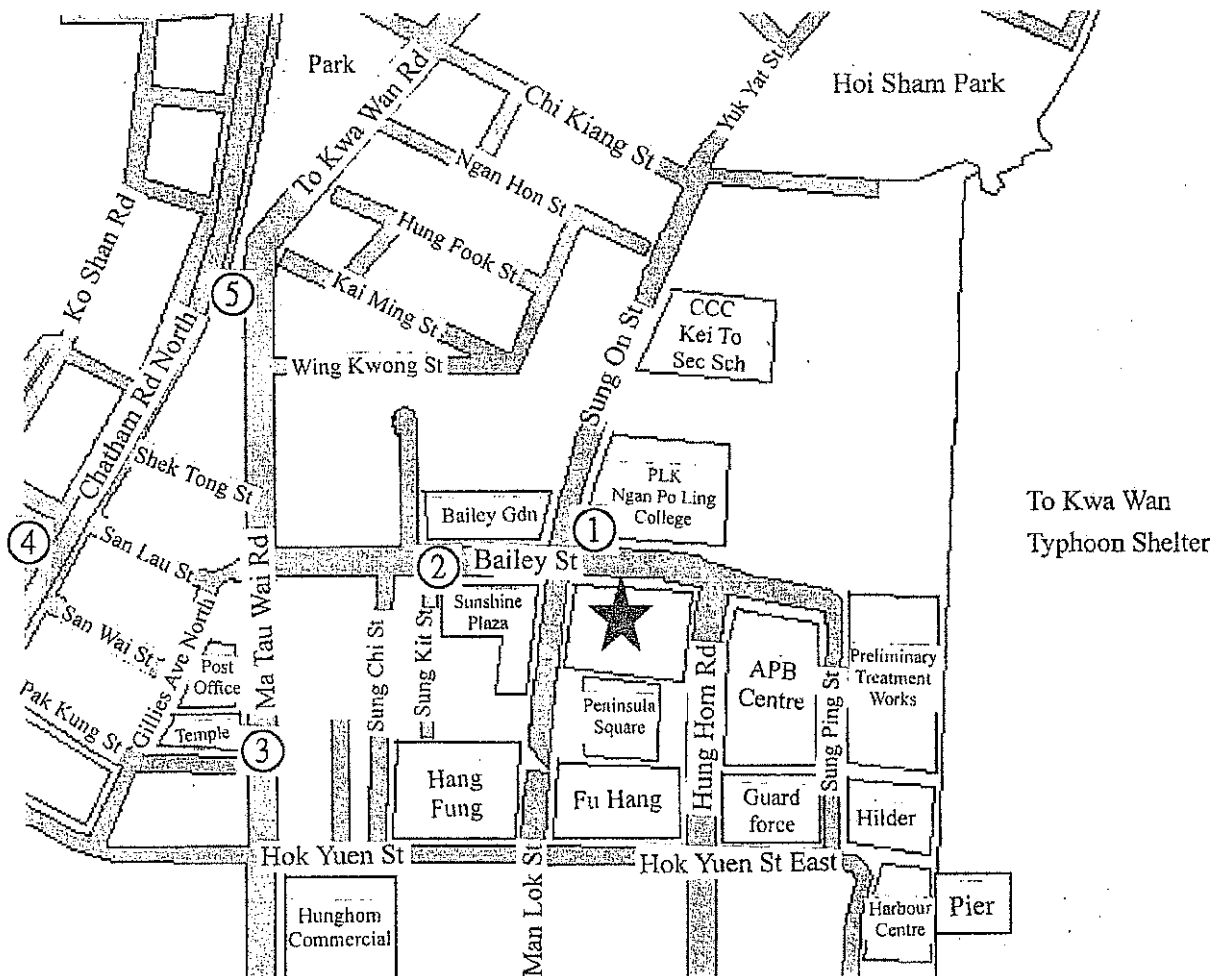 Park
Hoi Sham Park
To Kwa Wan Rd
Chi Kiang St
Yuk Yat St
Ngan Hon St
Hung Fook St
Kai Ming St
Ko Shan Rd
5
Chatham Rd North
Wing Kwong St
Sung On St
CCC
Kei To
Sec Sch
Shek Tong St
PLK
Ngan Po Ling
College
Bailey Gdn
1
4
San Lau St
2
Bailey St
To Kwa Wan
Typhoon Shelter
San Wai St
Gillies Ave North
Post
Office
Ma Tau Wai Rd
Sung Chi St
Sung Kit St
Sunshine
Plaza
Peninsula
Square
Hung Hom Rd
APB
Centre
Sung Ping St
Preliminary
Treatment
Works
Pak Kung St
Temple
3
Hang
Fung
Fu Hang
Guard
force
Hilder
Hok Yuen St
Man Lok St
Hok Yuen St East
Hunghom
Commercial
Harbour
Centre
Pier